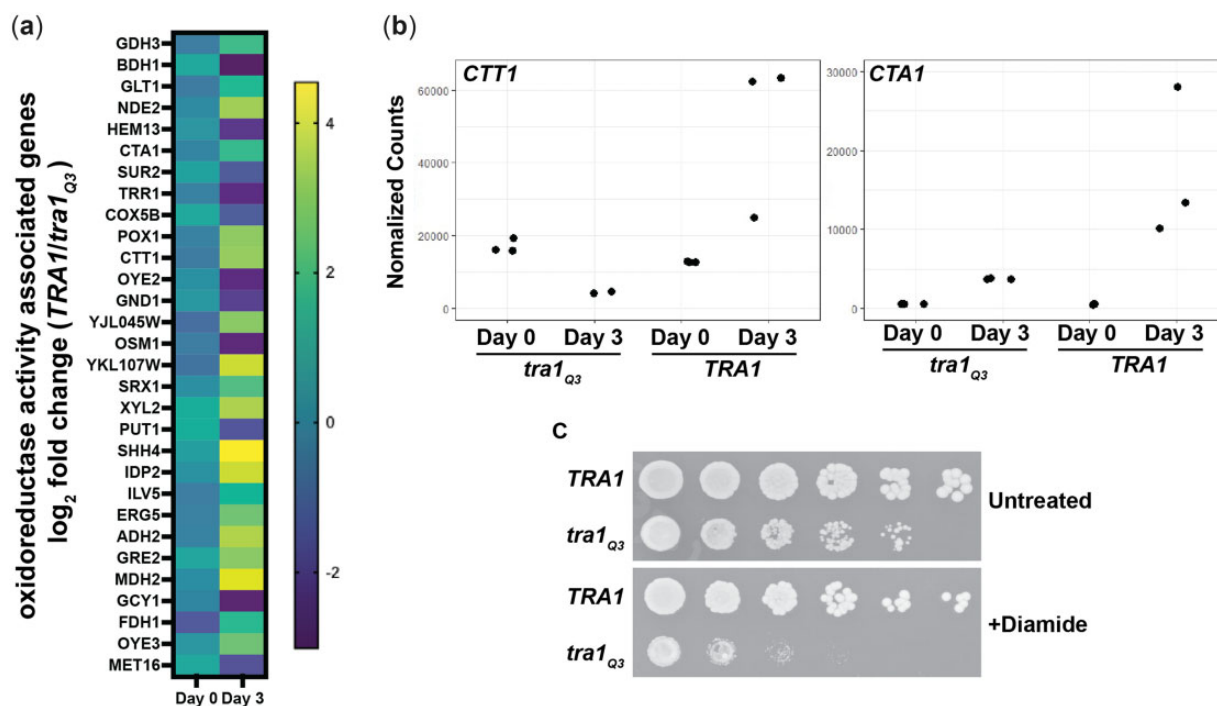 (a)
oxidoreductase activity associated genes
log2 fold change (TRA1/tra1Q3)
GDH3
BDH1
GLT1
NDE2
HEM13
CTA1
SUR2
TRR1
COX5B
POX1
CTT1
OYE2
GND1
YJL045W
OSM1
YKL107W
SRX1
XYL2
PUT1
SHH4
IDP2
ILV5
ERG5
ADH2
GRE2
MDH2
GCY1
FDH1
OYE3
MET16
Day 0 Day 3
4
2
0
-2
(b)
Nomalized Counts
CTT1
60000
40000
20000
0
Day 0 Day 3 Day 0 Day 3
tra1Q3 TRA1
CTA1
30000
20000
10000
0
Day 0 Day 3 Day 0 Day 3
tra1Q3 TRA1
C
TRA1
tra1Q3
Untreated
TRA1
tra1Q3
+Diamide